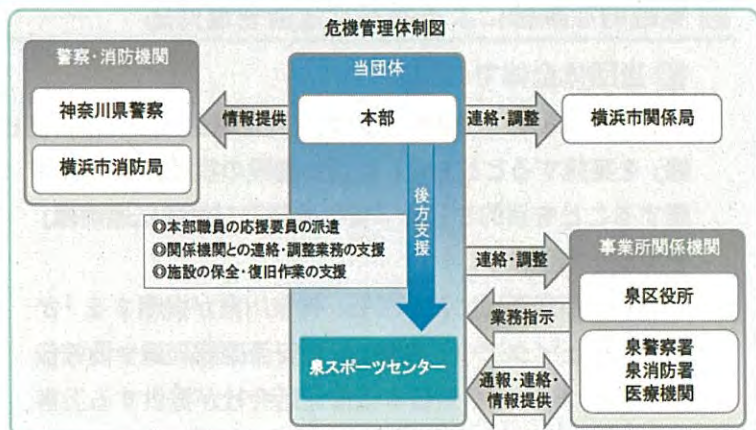 危機管理体制図
警察・消防機関
神奈川県警察
横浜市消防局
情報提供
当団体
本部
連絡・調整
横浜市関係局
後方支援
◎本部職員の応援要員の派遣
◎関係機関との連絡・調整業務の支援
◎施設の保全・復旧作業の支援
泉スポーツセンター
連絡・調整
業務指示
通報・連絡・
情報提供
事業所関係機関
泉区役所
泉警察署
泉消防署
医療機関